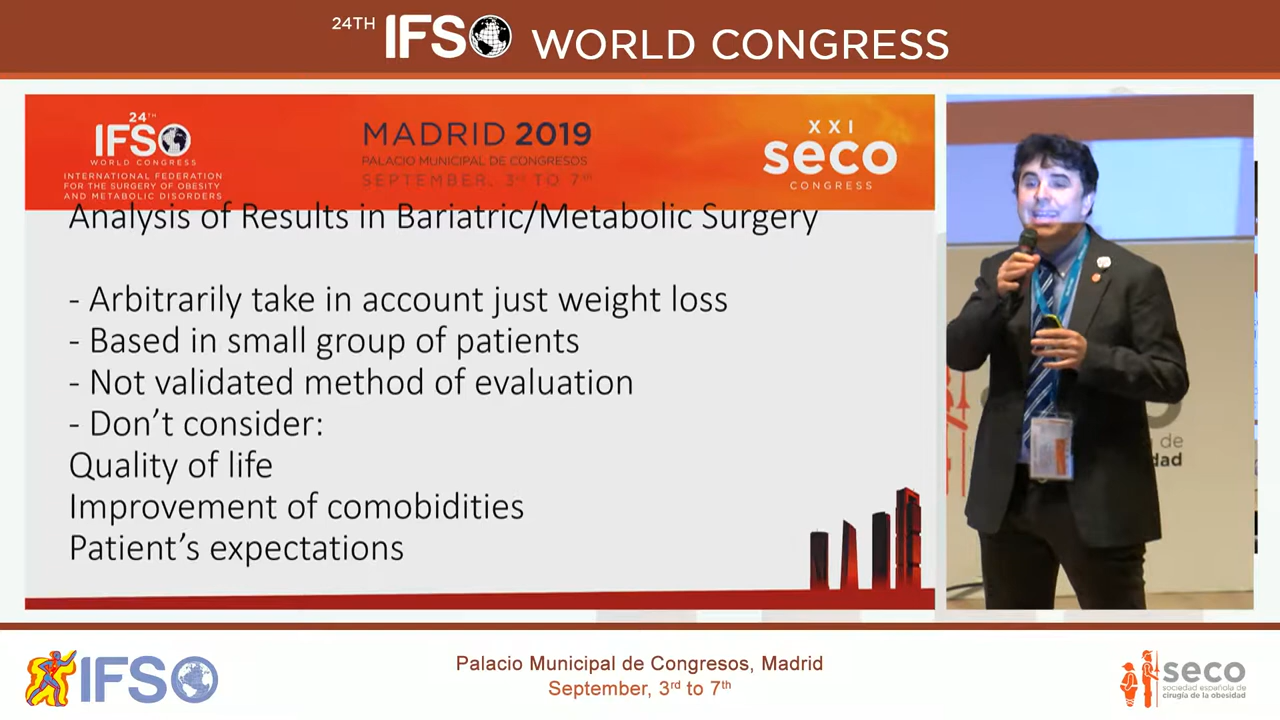 24TH IFSO WORLD CONGRESS
24TH
IFSO
WORLD CONGRESS
INTERNATIONAL FEDERATION
FOR THE SURGERY OF OBESITY
AND METABOLIC DISORDERS
MADRID 2019
PALACIO MUNICIPAL DE CONGRESOS
SEPTEMBER, 3rd TO 7th
XXI
seco
CONGRESS
Analysis of Results in Bariatric/Metabolic Surgery
- Arbitrarily take in account just weight loss
- Based in small group of patients
- Not validated method of evaluation
- Don't consider:
Quality of life
Improvement of comobidities
Patient's expectations
de
dad
IFSO
Palacio Municipal de Congresos, Madrid
September, 3rd to 7th
seco
sociedad española de
cirugía de la obesidad